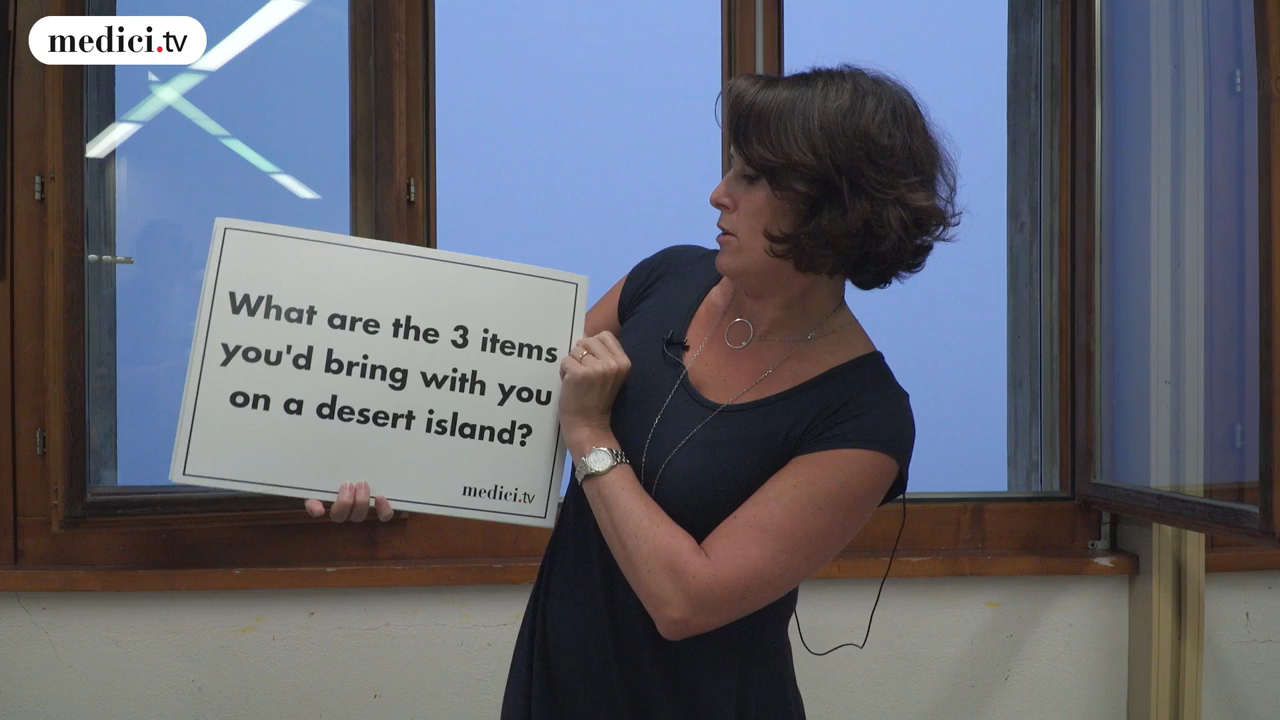 medici.tv
What are the 3 items
you'd bring with you
on a desert island?
medici.tv